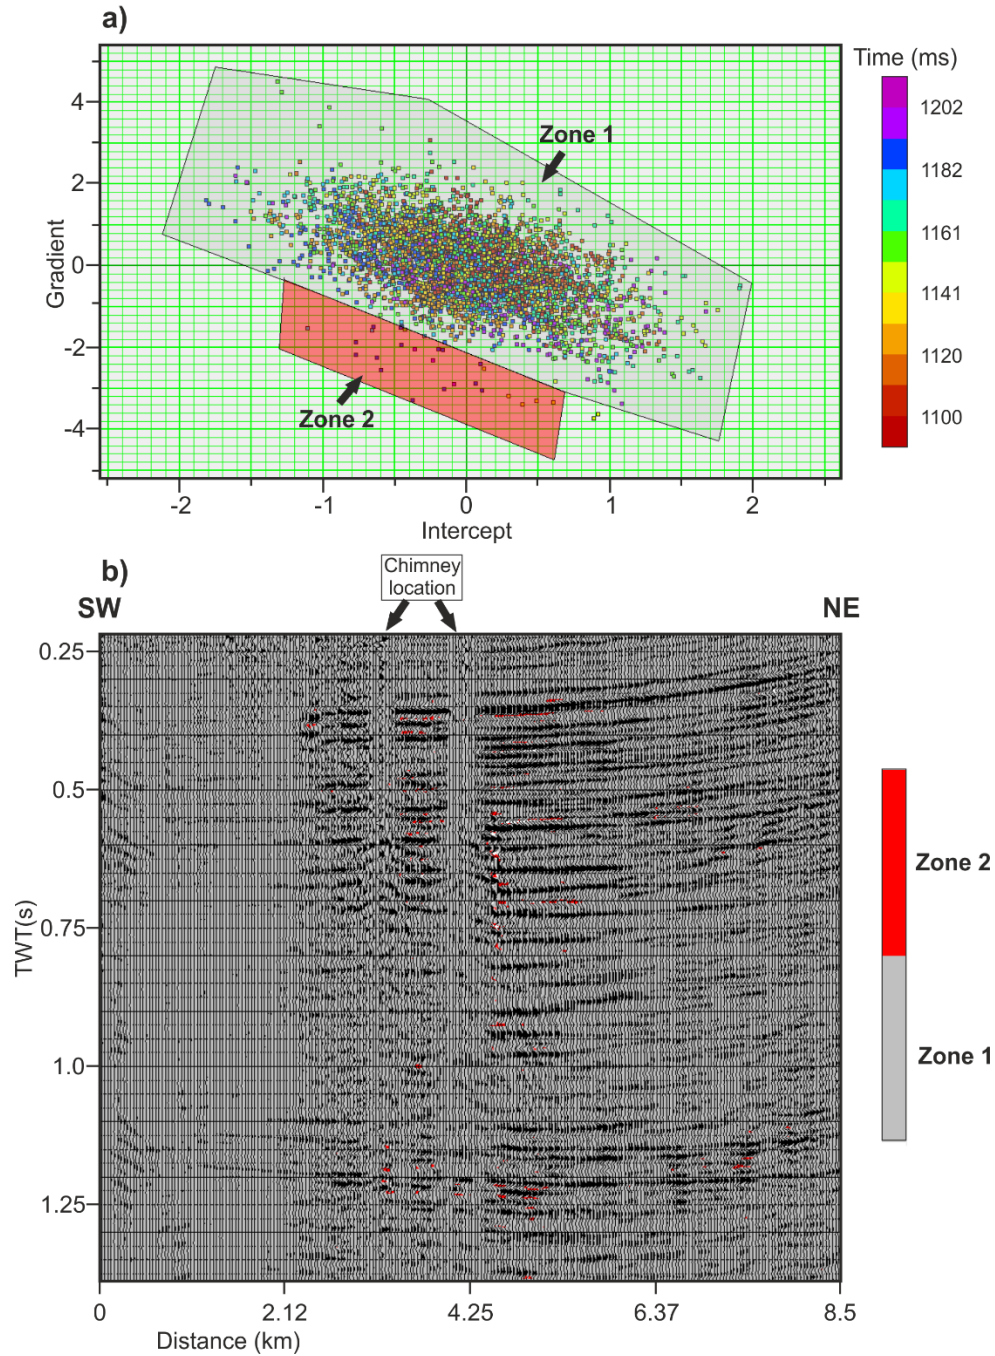 a)
Time (ms)
4
2
0
-2
-4
Gradient
Zone 1
Zone 2
1202
1182
1161
1141
1120
1100
-2
-1
0
1
2
Intercept
b)
Chimney
location
SW
NE
0.25
0.5
0.75
1.0
1.25
TWT(s)
Zone 2
Zone 1
0
2.12
4.25
6.37
8.5
Distance (km)